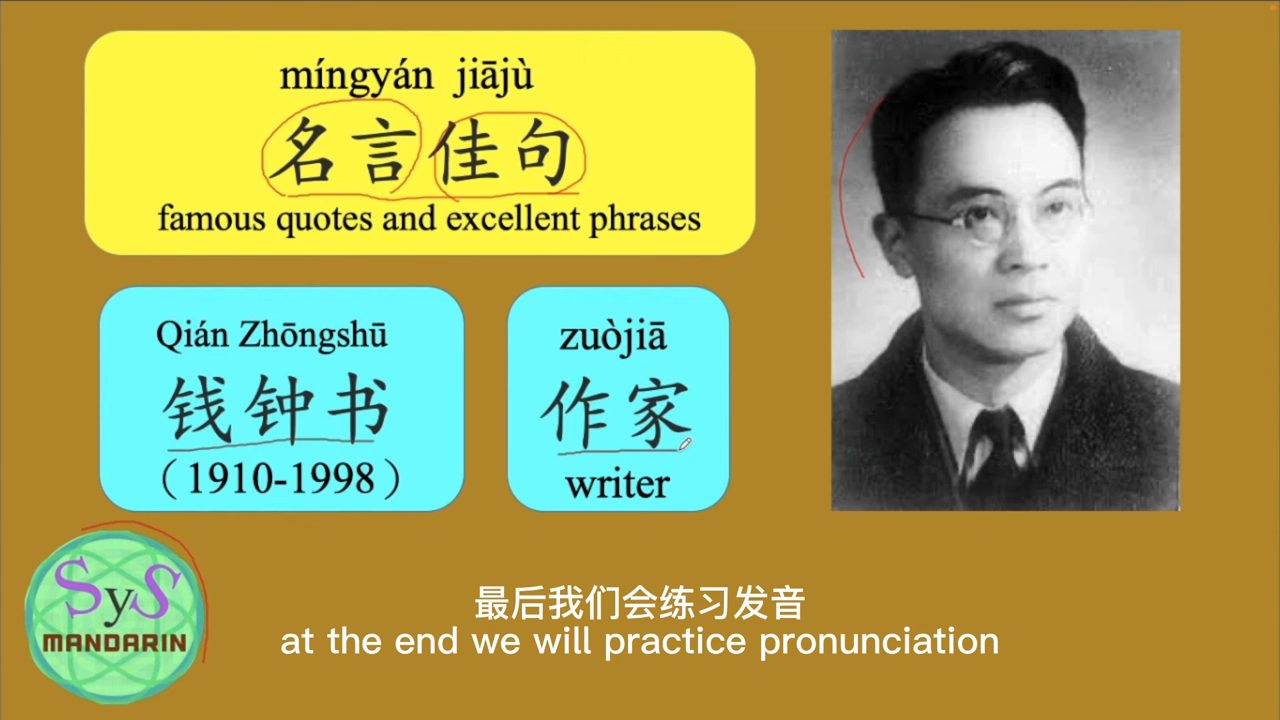 míngyán jiājù
名言佳句
famous quotes and excellent phrases
Qián Zhōngshū
钱钟书
（1910-1998）
zuòjiā
作家
writer
SyS
MANDARIN
最后我们会练习发音
at the end we will practice pronunciation